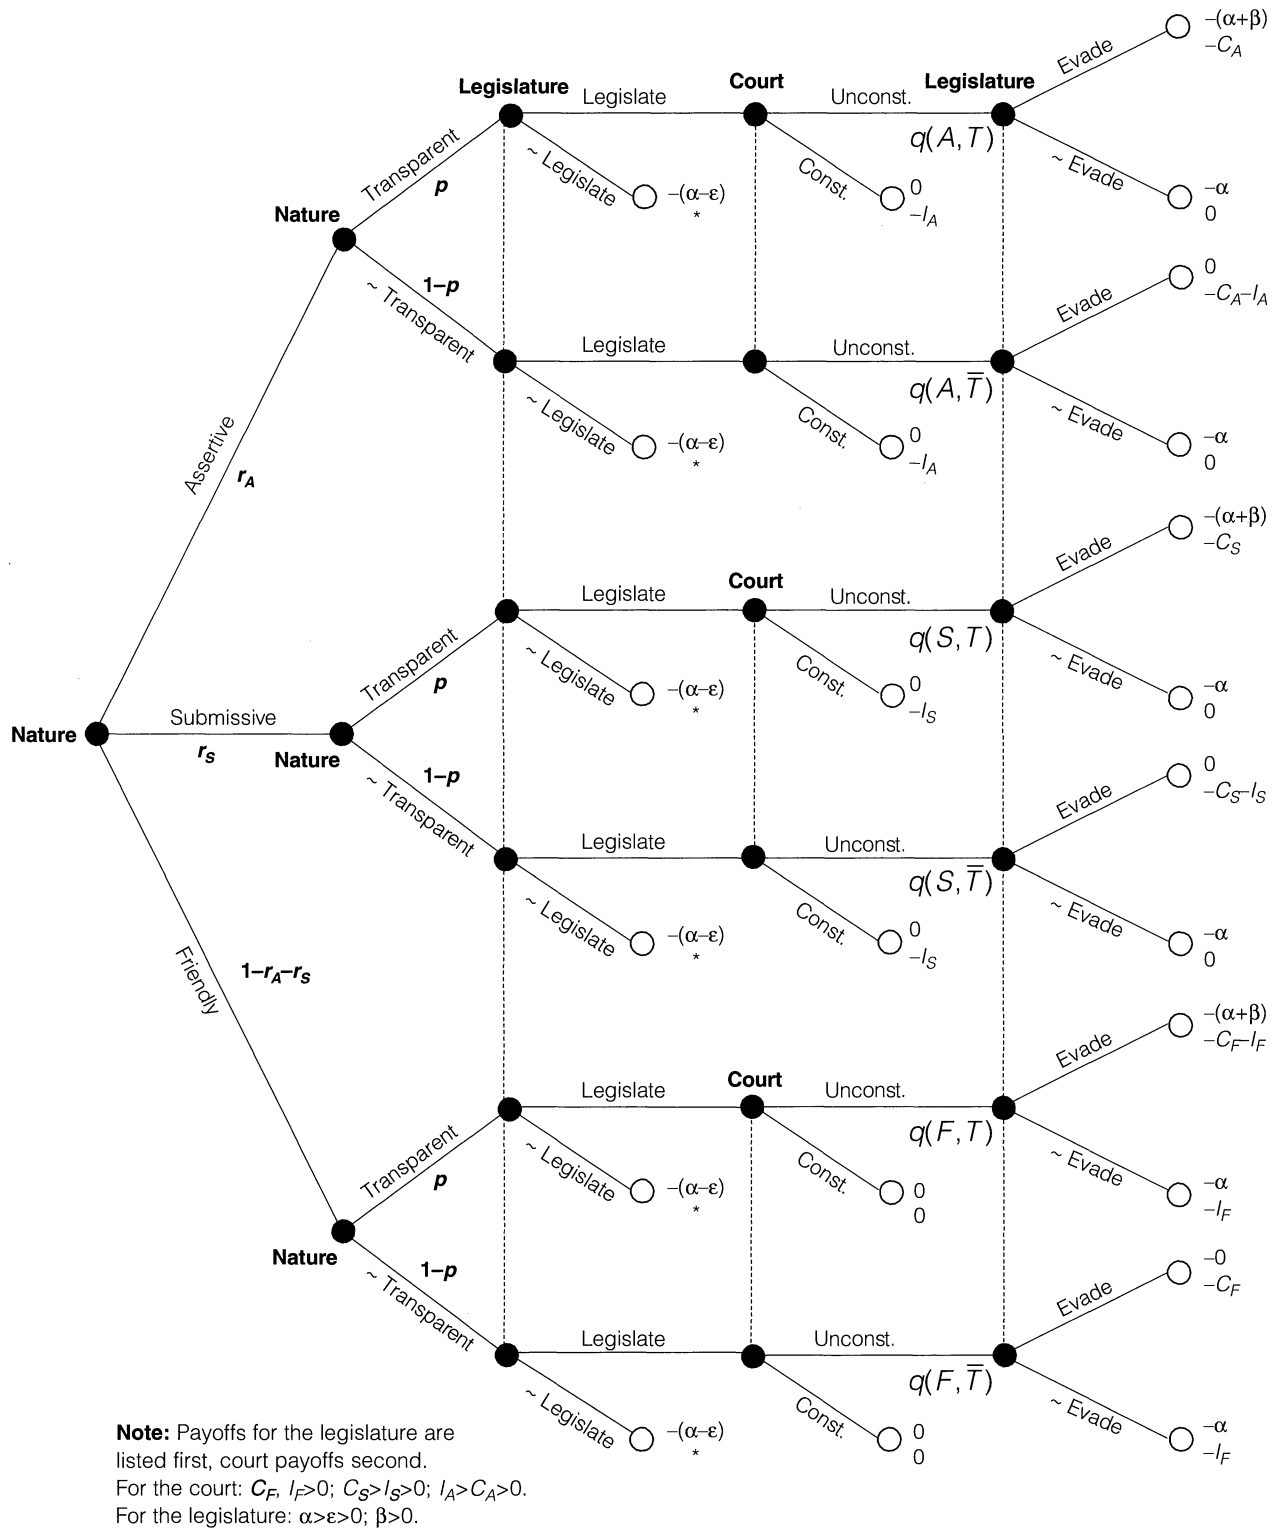 −(α+β)
−C_A
Evade
Legislature
Legislate
Court
Unconst.
Legislature
q(A,T)
Transparent
p
~ Legislate
−(α−ε)
*
Const.
0
−I_A
~ Evade
−α
0
Nature
1−p
~ Transparent
0
−C_A−I_A
Evade
Legislate
Unconst.
q(A,T̅)
~ Legislate
−(α−ε)
*
Const.
0
−I_A
~ Evade
−α
0
Assertive
r_A
−(α+β)
−C_S
Evade
Court
Legislate
Unconst.
q(S,T)
Transparent
p
~ Legislate
−(α−ε)
*
Const.
0
−I_S
~ Evade
−α
0
Nature
Submissive
r_S
Nature
1−p
~ Transparent
0
−C_S−I_S
Evade
Legislate
Unconst.
q(S,T̅)
~ Legislate
−(α−ε)
*
Const.
0
−I_S
~ Evade
−α
0
Friendly
1−r_A−r_S
−(α+β)
−C_F−I_F
Evade
Court
Legislate
Unconst.
q(F,T)
Transparent
p
~ Legislate
−(α−ε)
*
Const.
0
0
~ Evade
−α
−I_F
Nature
1−p
~ Transparent
−0
−C_F
Evade
Legislate
Unconst.
q(F,T̅)
~ Legislate
−(α−ε)
*
Const.
0
0
~ Evade
−α
−I_F
Note: Payoffs for the legislature are
listed first, court payoffs second.
For the court: C_F, I_F>0; C_S>I_S>0; I_A>C_A>0.
For the legislature: α>ε>0; β>0.